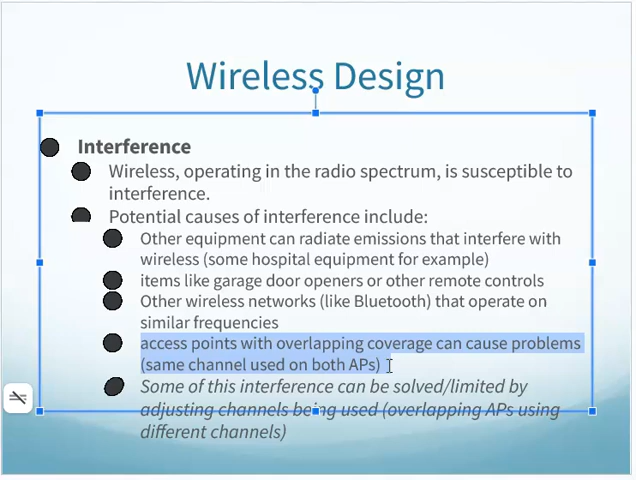 Wireless Design
Interference
Wireless, operating in the radio spectrum, is susceptible to
interference.
Potential causes of interference include:
Other equipment can radiate emissions that interfere with
wireless (some hospital equipment for example)
items like garage door openers or other remote controls
Other wireless networks (like Bluetooth) that operate on
similar frequencies
access points with overlapping coverage can cause problems
(same channel used on both APs)
Some of this interference can be solved/limited by
adjusting channels being used (overlapping APs using
different channels)